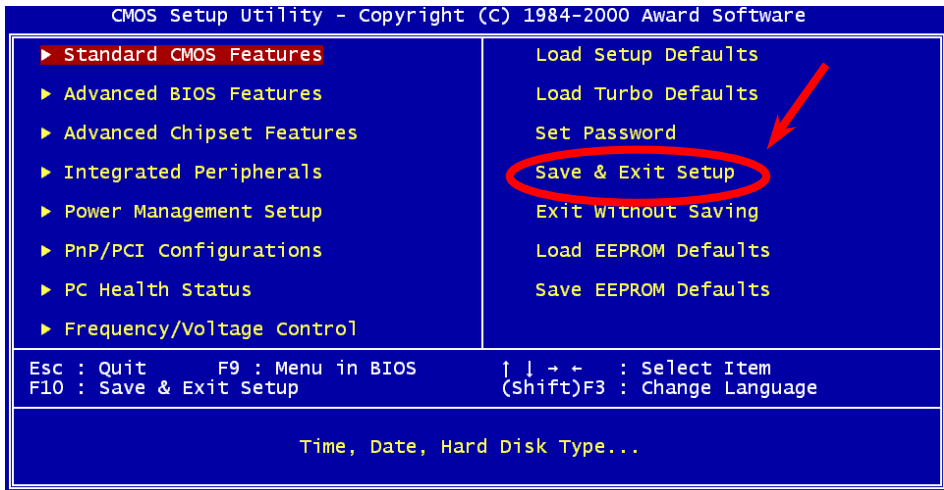 CMOS Setup Utility - Copyright (C) 1984-2000 Award Software
▶ Standard CMOS Features
▶ Advanced BIOS Features
▶ Advanced Chipset Features
▶ Integrated Peripherals
▶ Power Management Setup
▶ PnP/PCI Configurations
▶ PC Health Status
▶ Frequency/Voltage Control
Load Setup Defaults
Load Turbo Defaults
Set Password
Save & Exit Setup
Exit Without Saving
Load EEPROM Defaults
Save EEPROM Defaults
Esc : Quit F9 : Menu in BIOS ↑ ↓ → ← : Select Item
F10 : Save & Exit Setup (Shift)F3 : Change Language
Time, Date, Hard Disk Type...